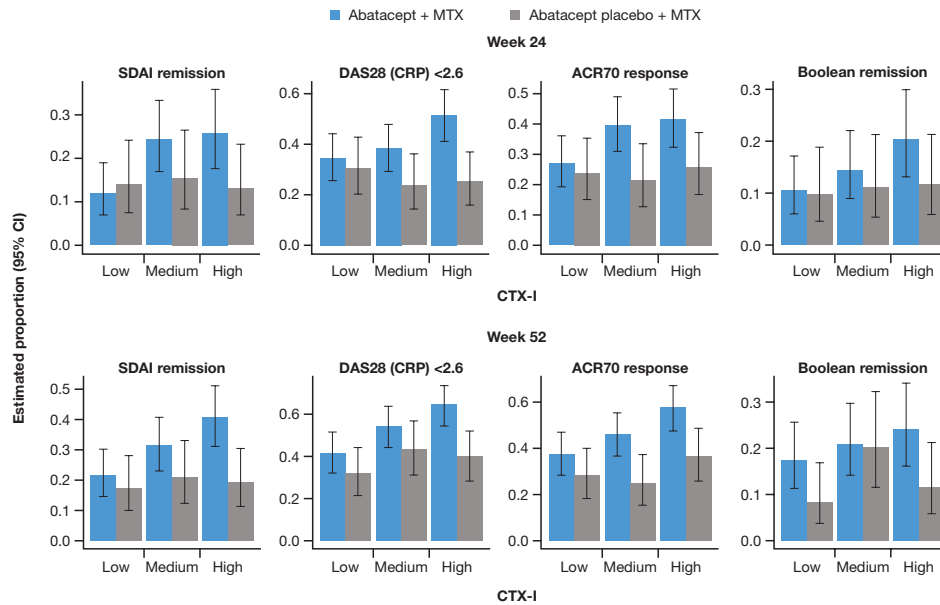 Abatacept + MTX
Abatacept placebo + MTX
Week 24
SDAI remission
DAS28 (CRP) <2.6
ACR70 response
Boolean remission
0.3
0.2
0.1
0.0
0.6
0.4
0.2
0.0
0.5
0.4
0.3
0.2
0.1
0.0
0.3
0.2
0.1
0.0
Low Medium High
Low Medium High
Low Medium High
Low Medium High
CTX-I
Estimated proportion (95% CI)
Week 52
SDAI remission
DAS28 (CRP) <2.6
ACR70 response
Boolean remission
0.5
0.4
0.3
0.2
0.1
0.0
0.6
0.4
0.2
0.0
0.6
0.4
0.2
0.0
0.3
0.2
0.1
0.0
Low Medium High
Low Medium High
Low Medium High
Low Medium High
CTX-I